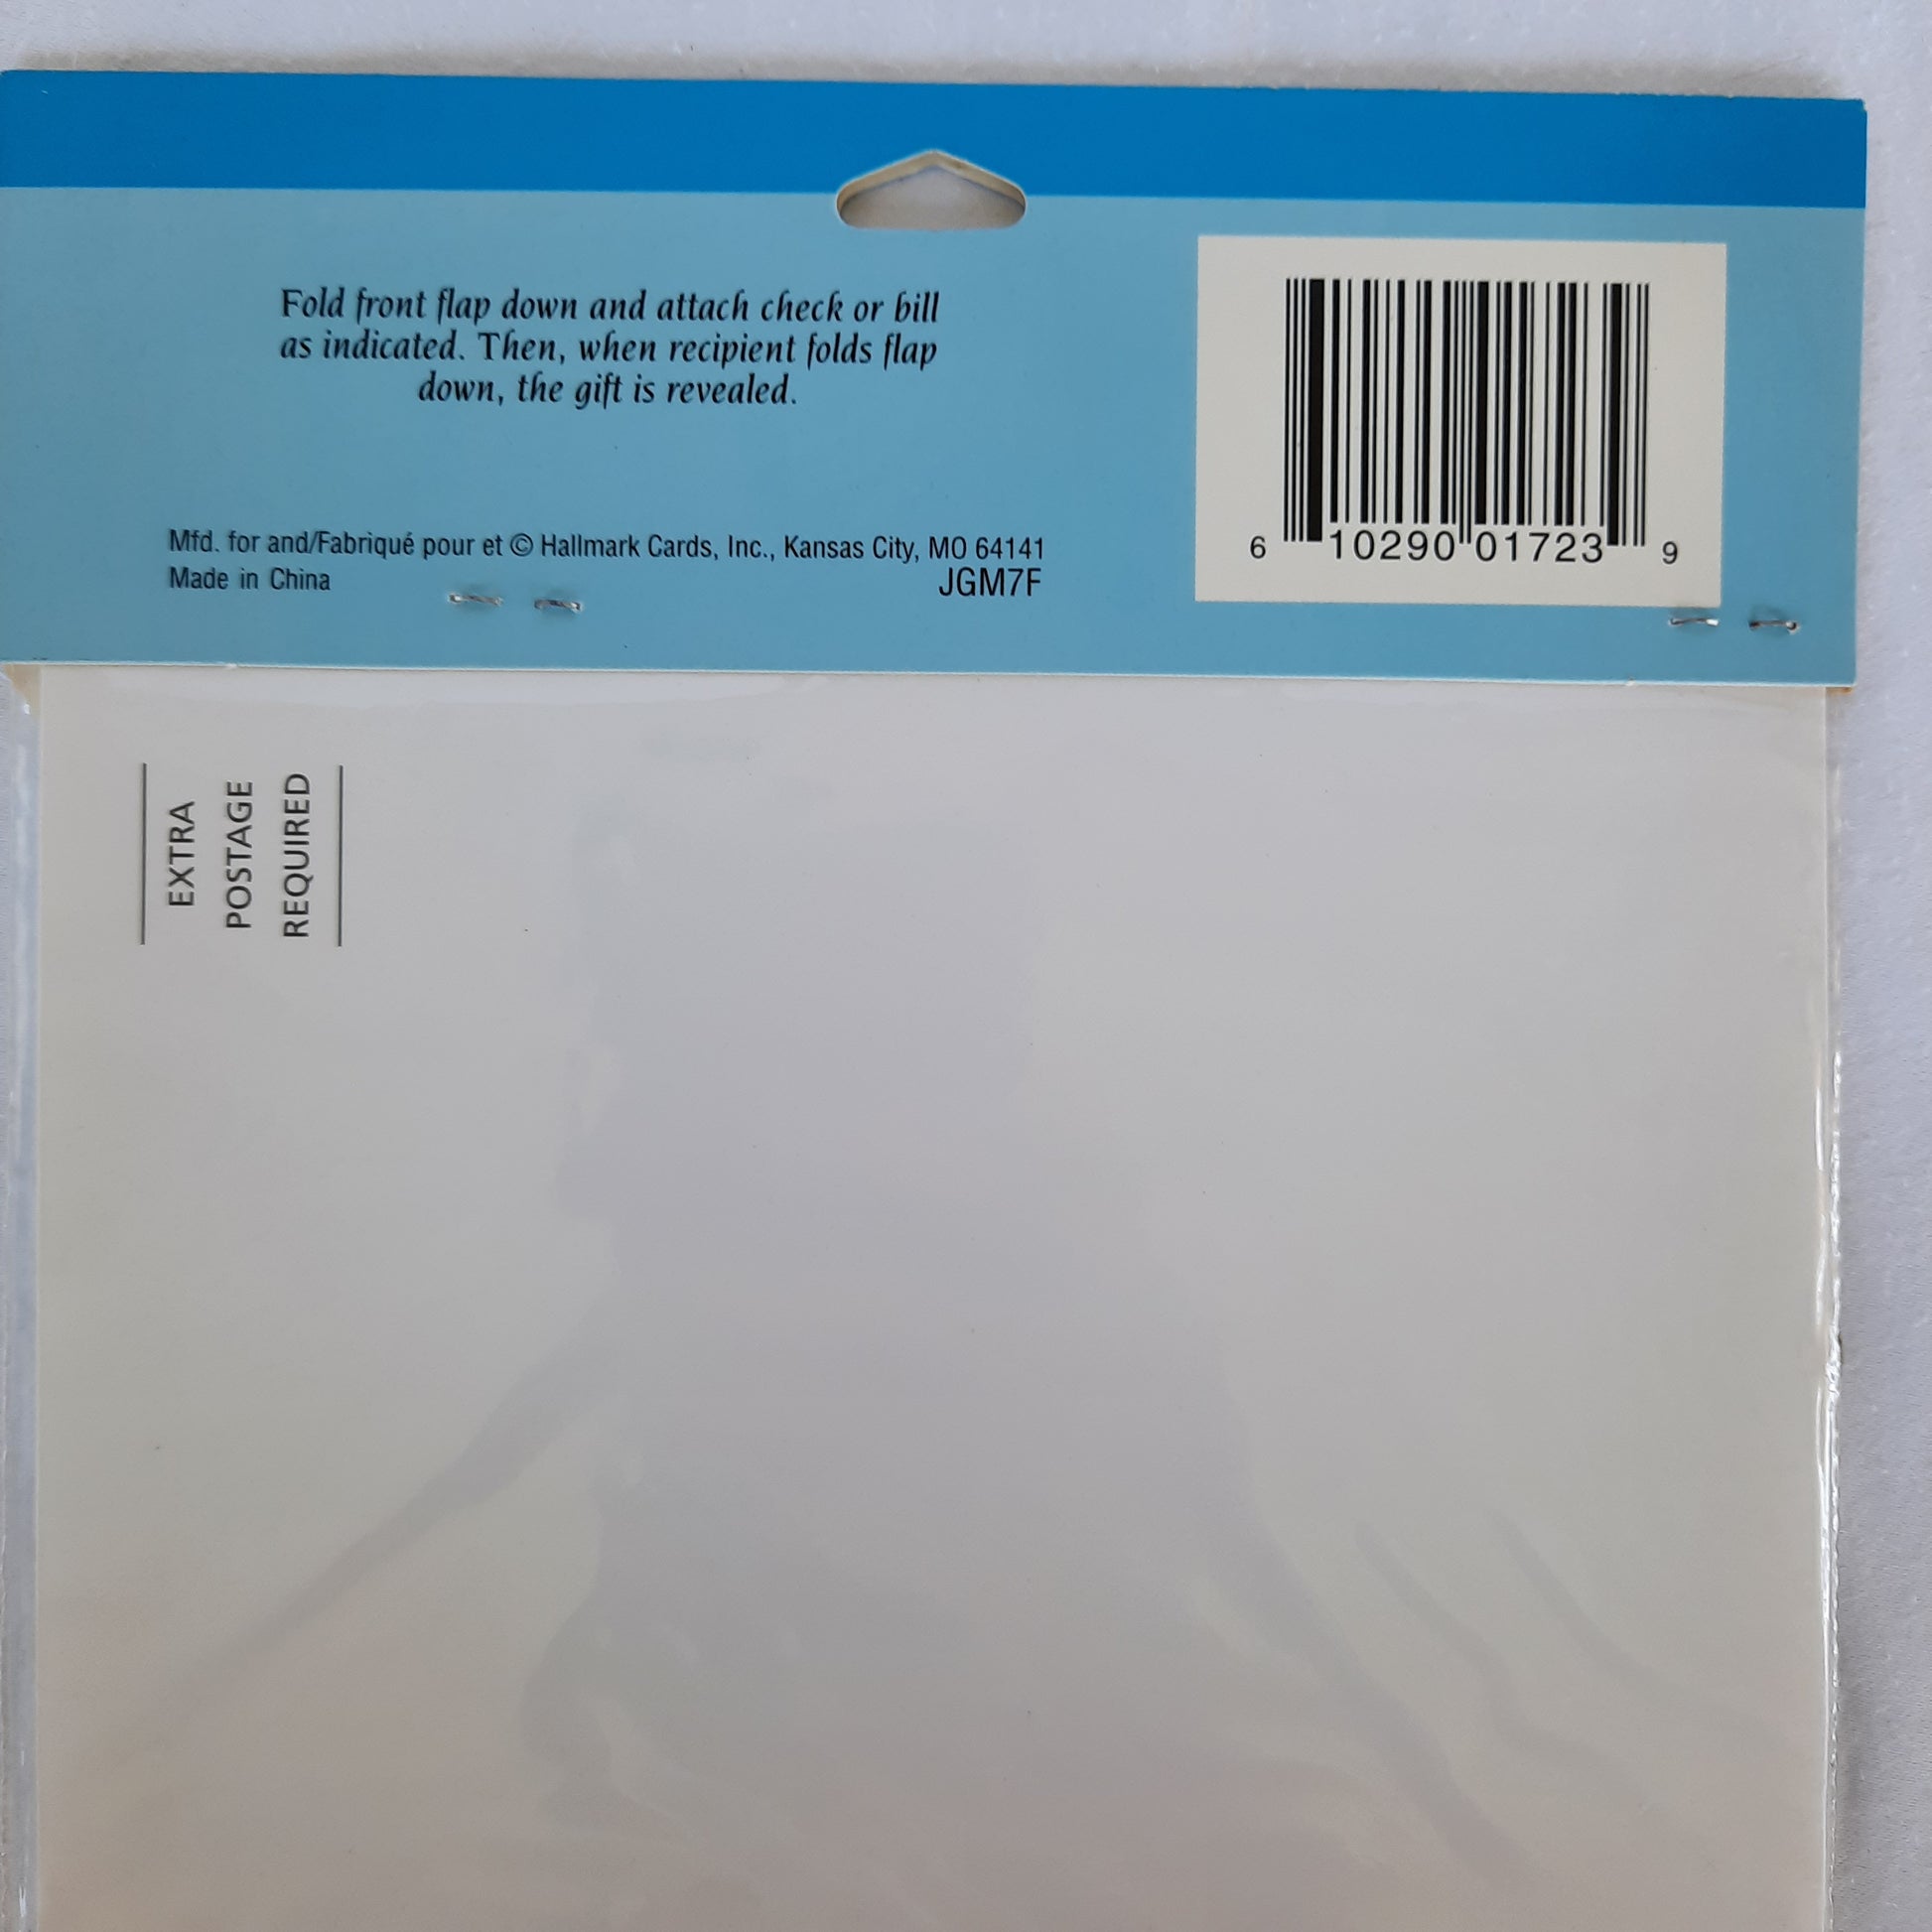 Fold front flap down and attach check or bill
as indicated. Then, when recipient folds flap
down, the gift is revealed.
Mfd. for and/Fabriqué pour et © Hallmark Cards, Inc., Kansas City, MO 64141
Made in China
JGM7F
6 10290 01723 9
EXTRA
POSTAGE
REQUIRED